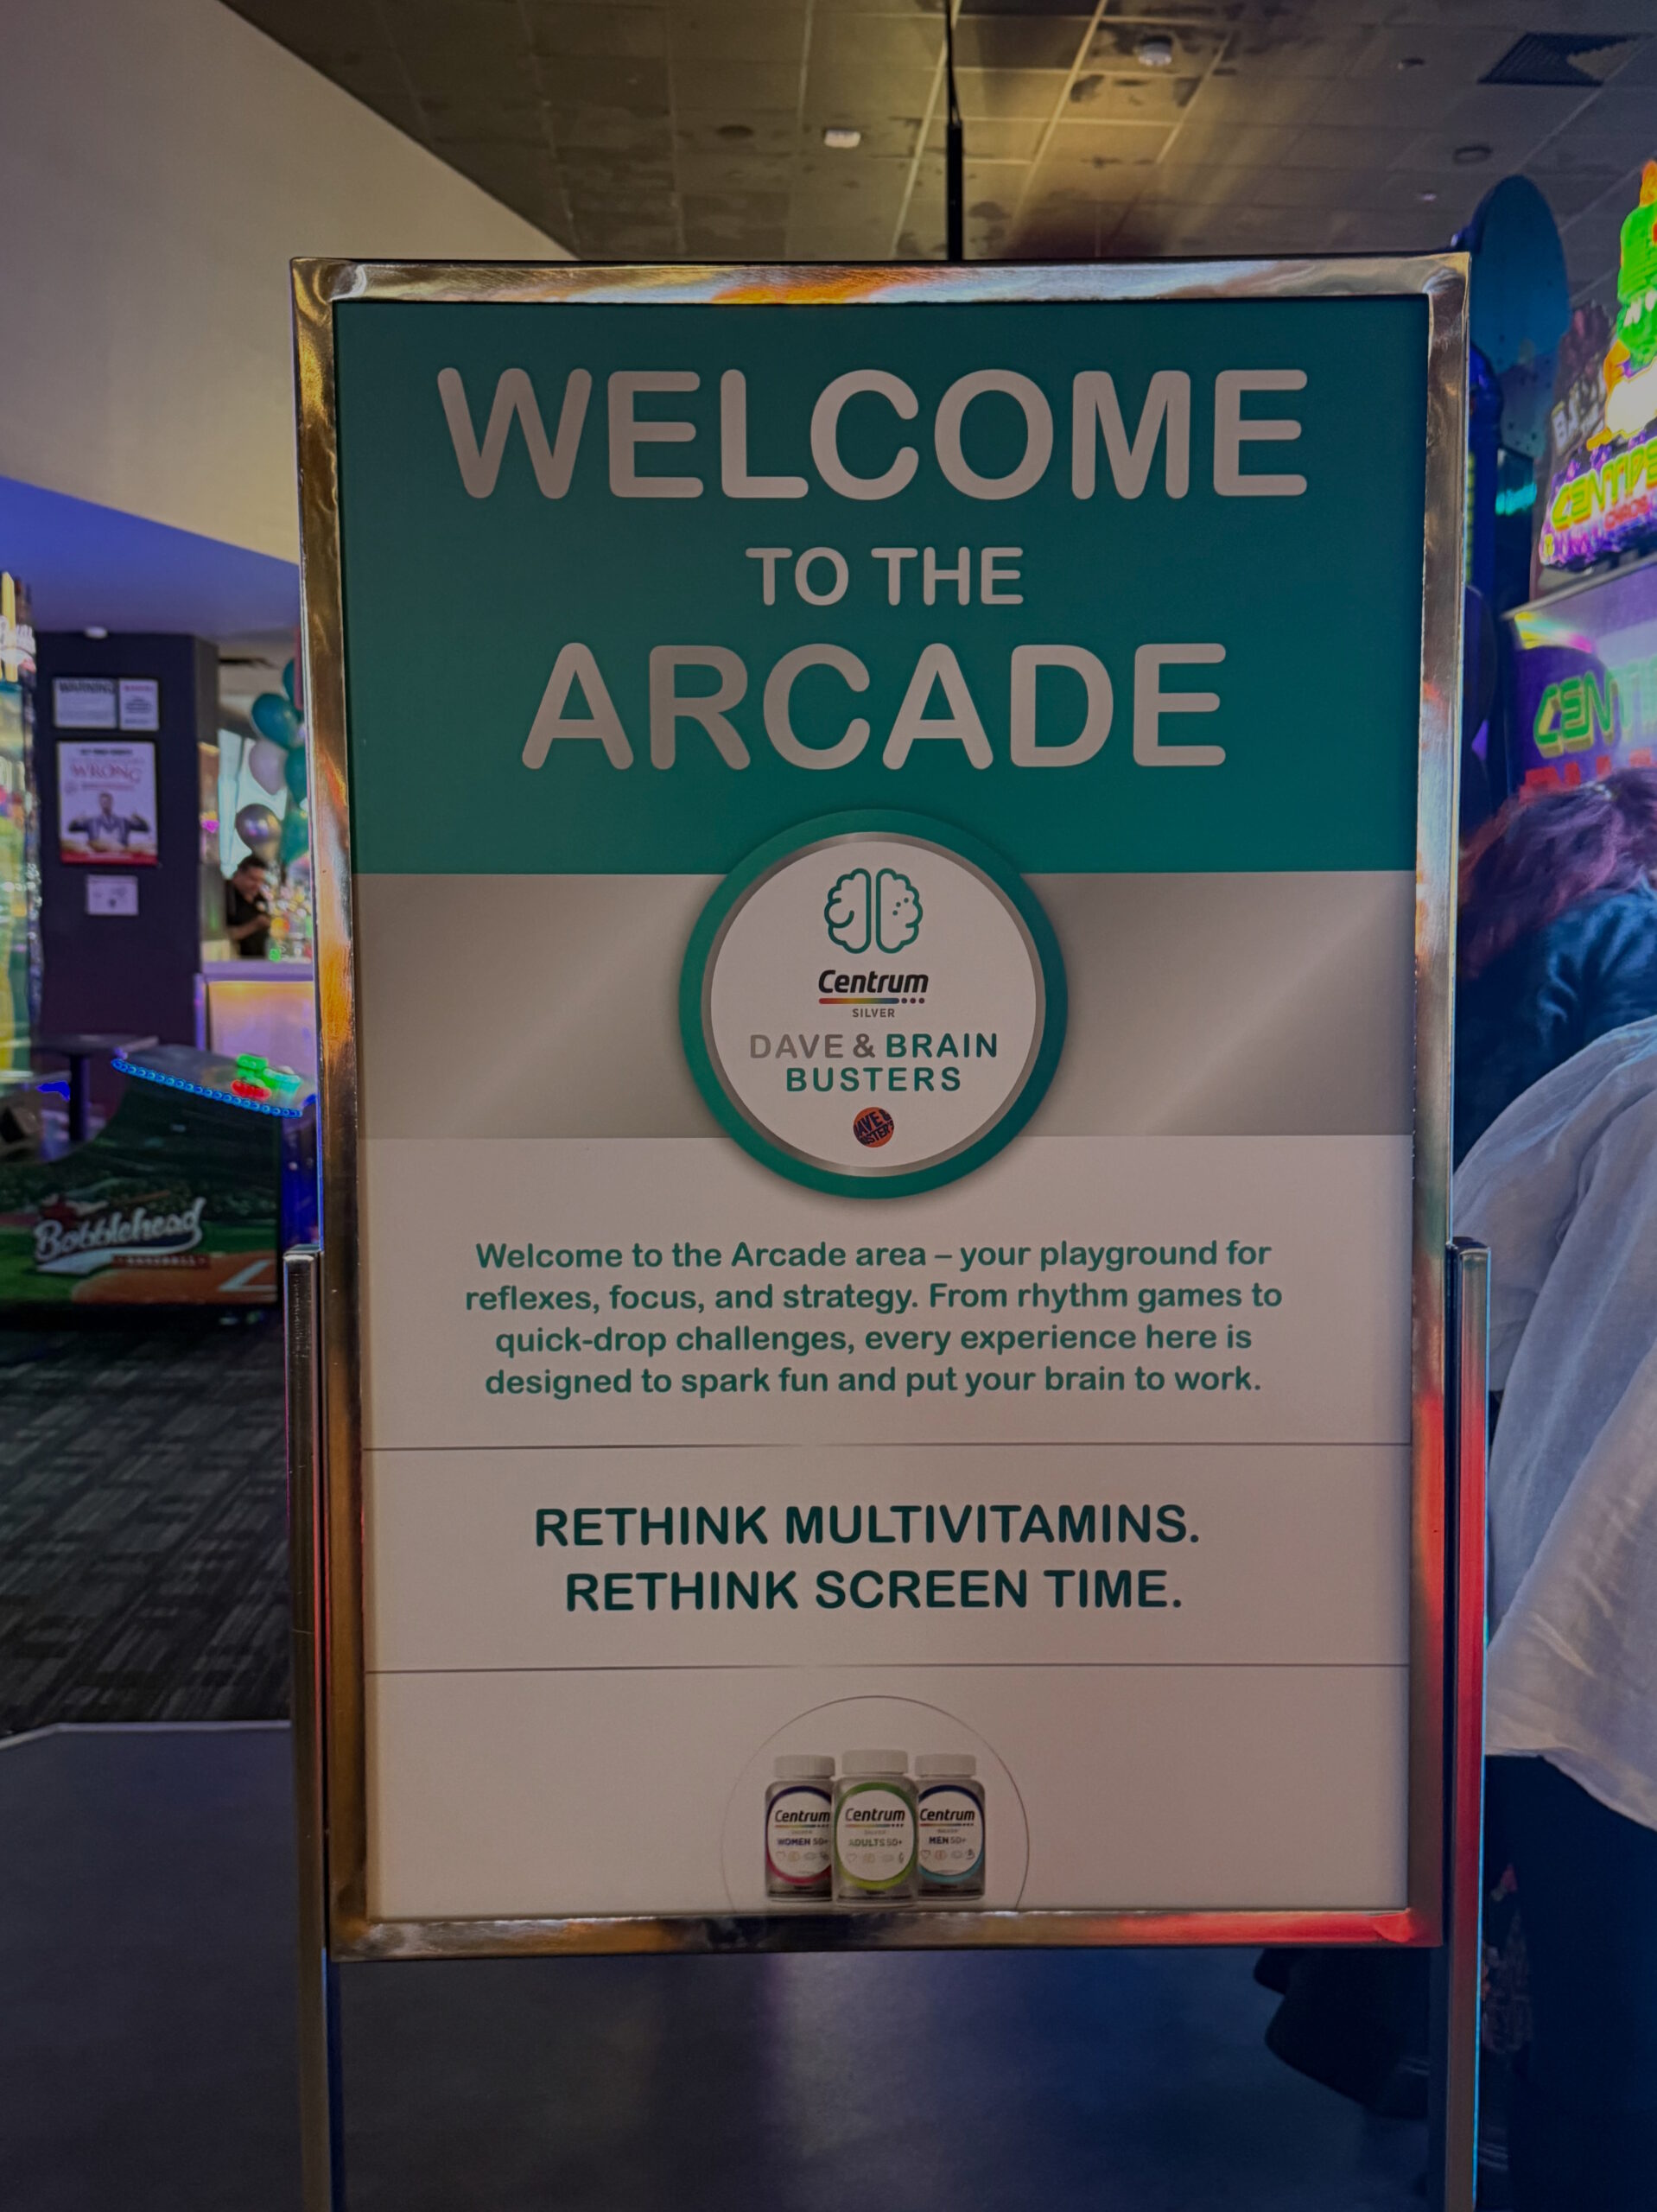 WELCOME
TO THE
ARCADE
Centrum
SILVER
DAVE & BRAIN
BUSTERS
Welcome to the Arcade area – your playground for
reflexes, focus, and strategy. From rhythm games to
quick-drop challenges, every experience here is
designed to spark fun and put your brain to work.
RETHINK MULTIVITAMINS.
RETHINK SCREEN TIME.
Centrum
WOMEN 50+
Centrum
ADULTS 50+
Centrum
MEN 50+
WARNING
WRONG
Bobblehead
BASEBALL